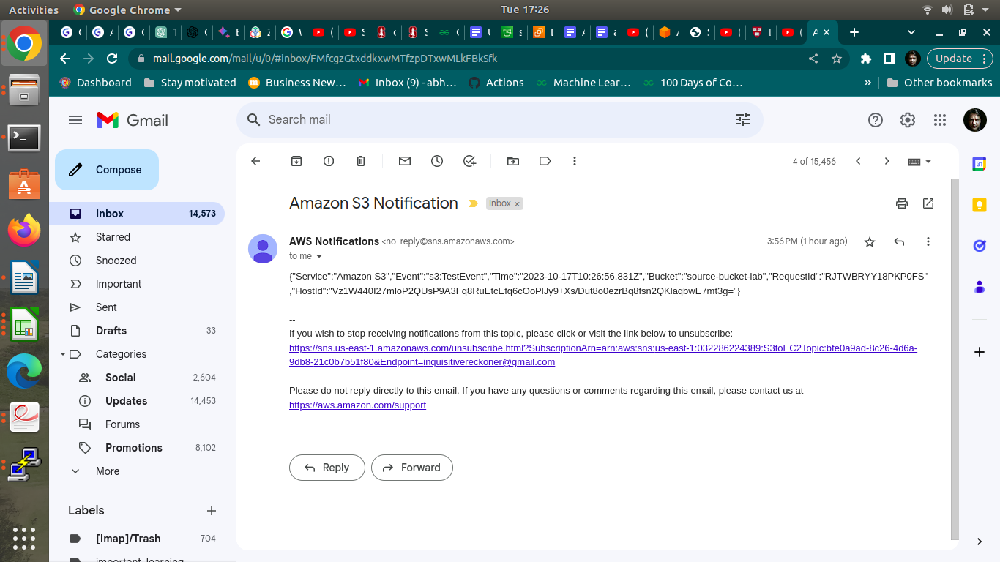 Activities Google Chrome Tue 17:26
mail.google.com/mail/u/0/#inbox/FMfcgzGtxddkxwMTfzpDTxwMLkFBkSfk Update
Dashboard Stay motivated Business New… Inbox (9) - abh… Actions Machine Lear… 100 Days of Co… » Other bookmarks
Gmail Search mail
Compose
4 of 15,456
Inbox 14,573
Starred
Snoozed
Important
Sent
Drafts 33
Categories
Social 2,604
Updates 14,453
Forums
Promotions 8,102
More
Labels
[Imap]/Trash 704
Amazon S3 Notification Inbox ×
AWS Notifications <no-reply@sns.amazonaws.com> 3:56 PM (1 hour ago)
to me
{"Service":"Amazon S3","Event":"s3:TestEvent","Time":"2023-10-17T10:26:56.831Z","Bucket":"source-bucket-lab","RequestId":"RJTWBRYY18PKP0FS"
,"HostId":"Vz1W440I27mloP2QUsP9A3Fq8RuEtcEfq6cOoPlJy9+Xs/Dut8o0ezrBq8fsn2QKlaqbwE7mt3g="}
--
If you wish to stop receiving notifications from this topic, please click or visit the link below to unsubscribe:
https://sns.us-east-1.amazonaws.com/unsubscribe.html?SubscriptionArn=arn:aws:sns:us-east-1:032286224389:S3toEC2Topic:bfe0a9ad-8c26-4d6a-
9db8-21c0b7b51f80&Endpoint=inquisitivereckoner@gmail.com
Please do not reply directly to this email. If you have any questions or comments regarding this email, please contact us at
https://aws.amazon.com/support
Reply Forward